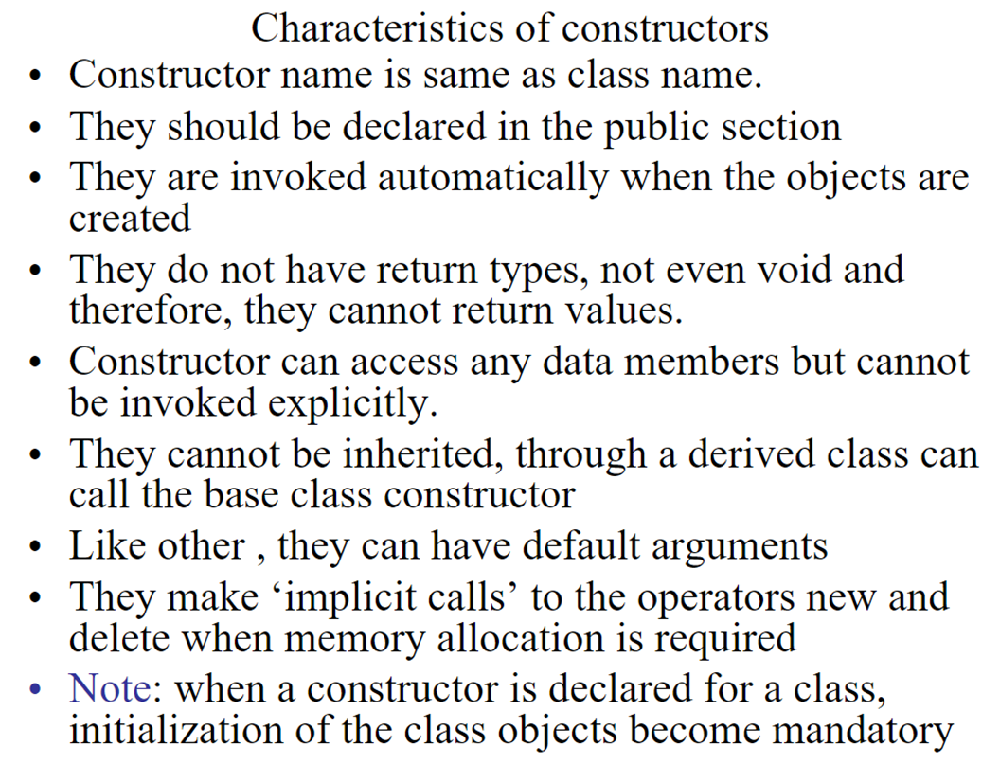 Characteristics of constructors
• Constructor name is same as class name.
• They should be declared in the public section
• They are invoked automatically when the objects are
created
• They do not have return types, not even void and
therefore, they cannot return values.
• Constructor can access any data members but cannot
be invoked explicitly.
• They cannot be inherited, through a derived class can
call the base class constructor
• Like other , they can have default arguments
• They make ‘implicit calls’ to the operators new and
delete when memory allocation is required
• Note: when a constructor is declared for a class,
initialization of the class objects become mandatory